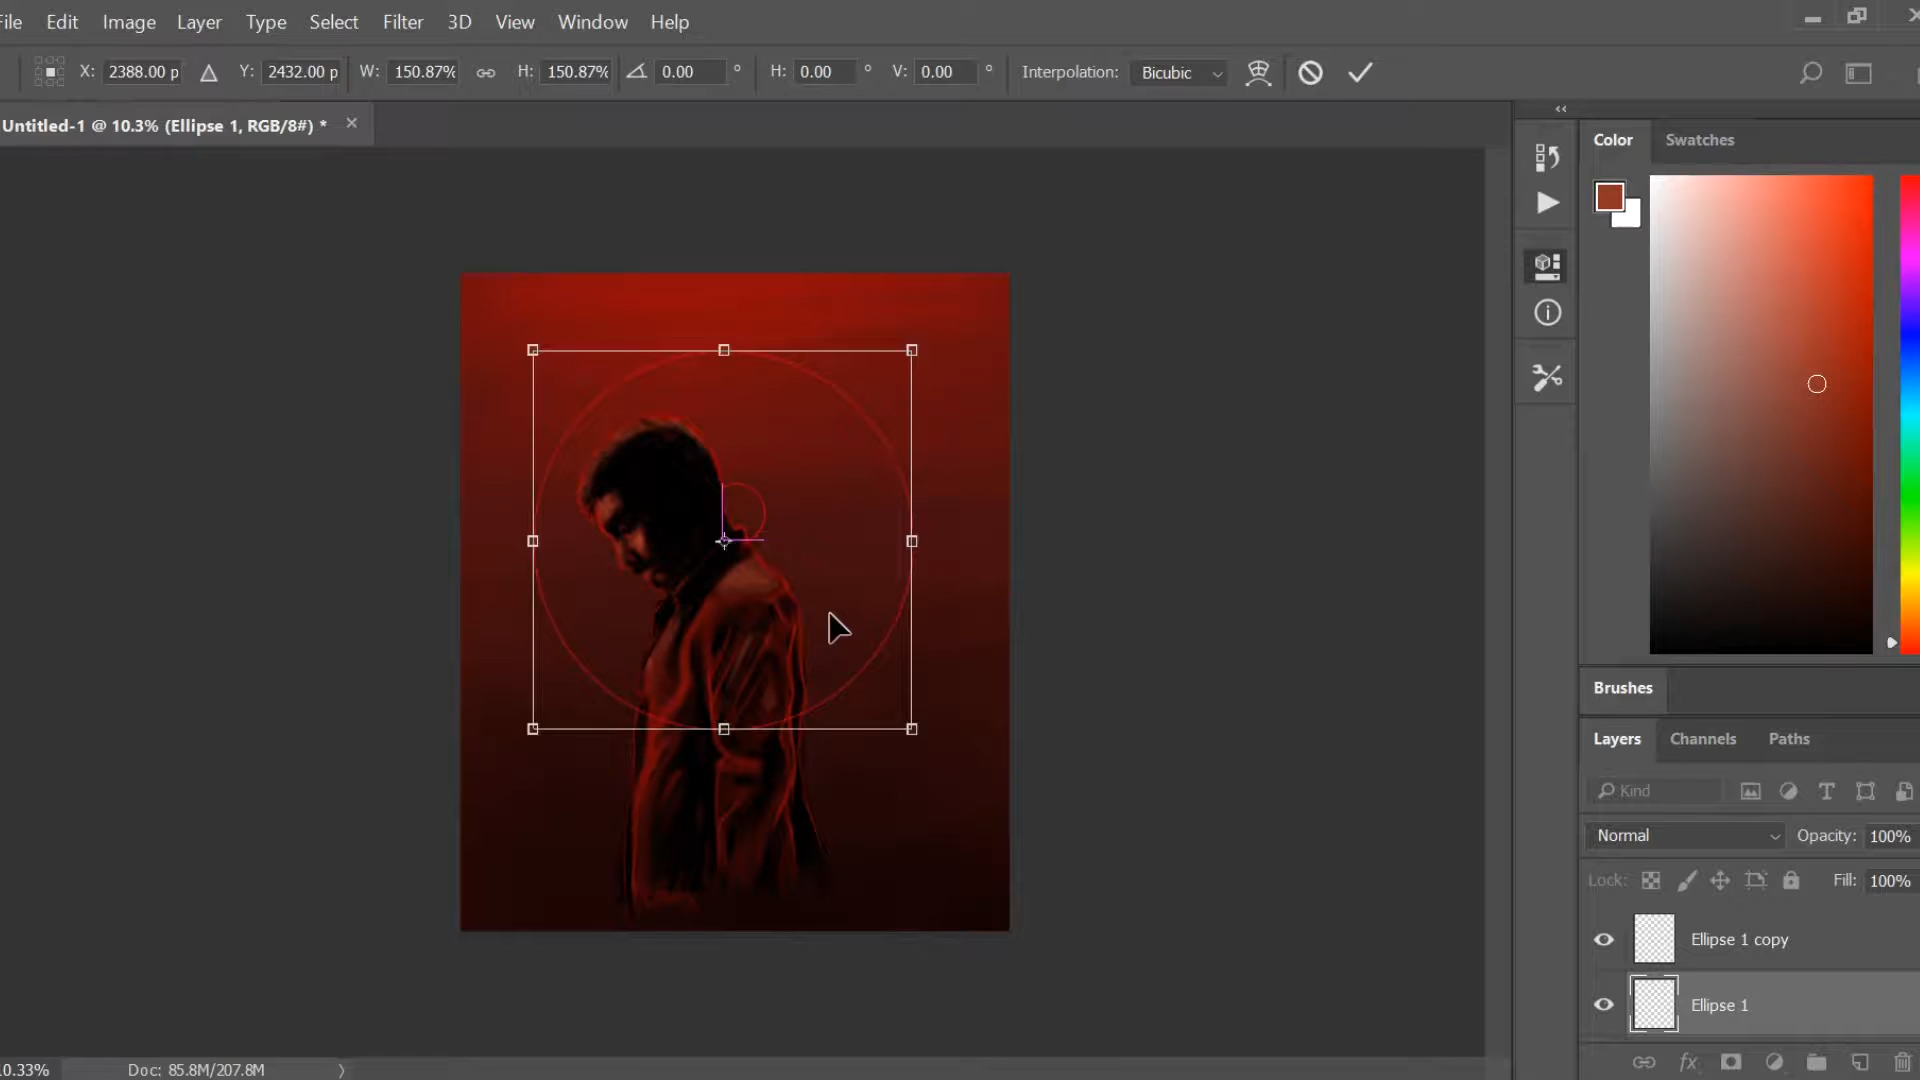 File Edit Image Layer Type Select Filter 3D View Window Help
X: 2388.00 p Y: 2432.00 p W: 150.87% H: 150.87% 0.00 ° H: 0.00 ° V: 0.00 ° Interpolation: Bicubic
Untitled-1 @ 10.3% (Ellipse 1, RGB/8#) * ×
Color Swatches
Brushes
Layers Channels Paths
Kind
Normal Opacity: 100%
Lock: Fill: 100%
Ellipse 1 copy
Ellipse 1
fx
0.33% Doc: 85.8M/207.8M